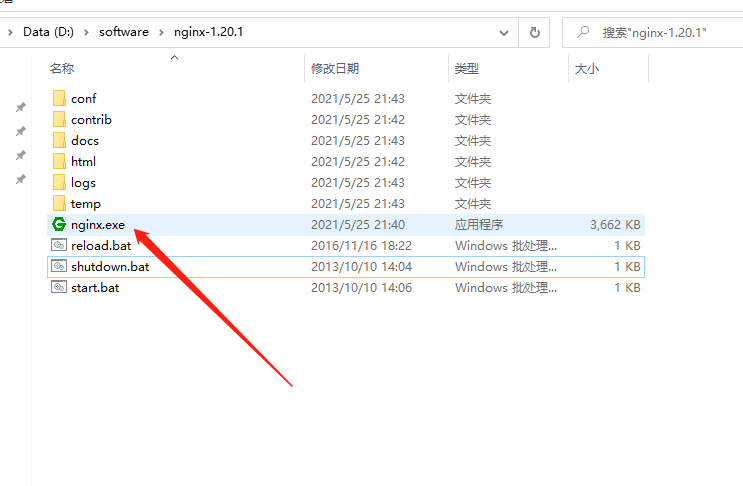 Data (D:) > software > nginx-1.20.1 搜索"nginx-1.20.1"
名称 修改日期 类型 大小
conf 2021/5/25 21:43 文件夹
contrib 2021/5/25 21:42 文件夹
docs 2021/5/25 21:43 文件夹
html 2021/5/25 21:42 文件夹
logs 2021/5/25 21:43 文件夹
temp 2021/5/25 21:43 文件夹
nginx.exe 2021/5/25 21:40 应用程序 3,662 KB
reload.bat 2016/11/16 18:22 Windows 批处理... 1 KB
shutdown.bat 2013/10/10 14:04 Windows 批处理... 1 KB
start.bat 2013/10/10 14:06 Windows 批处理... 1 KB